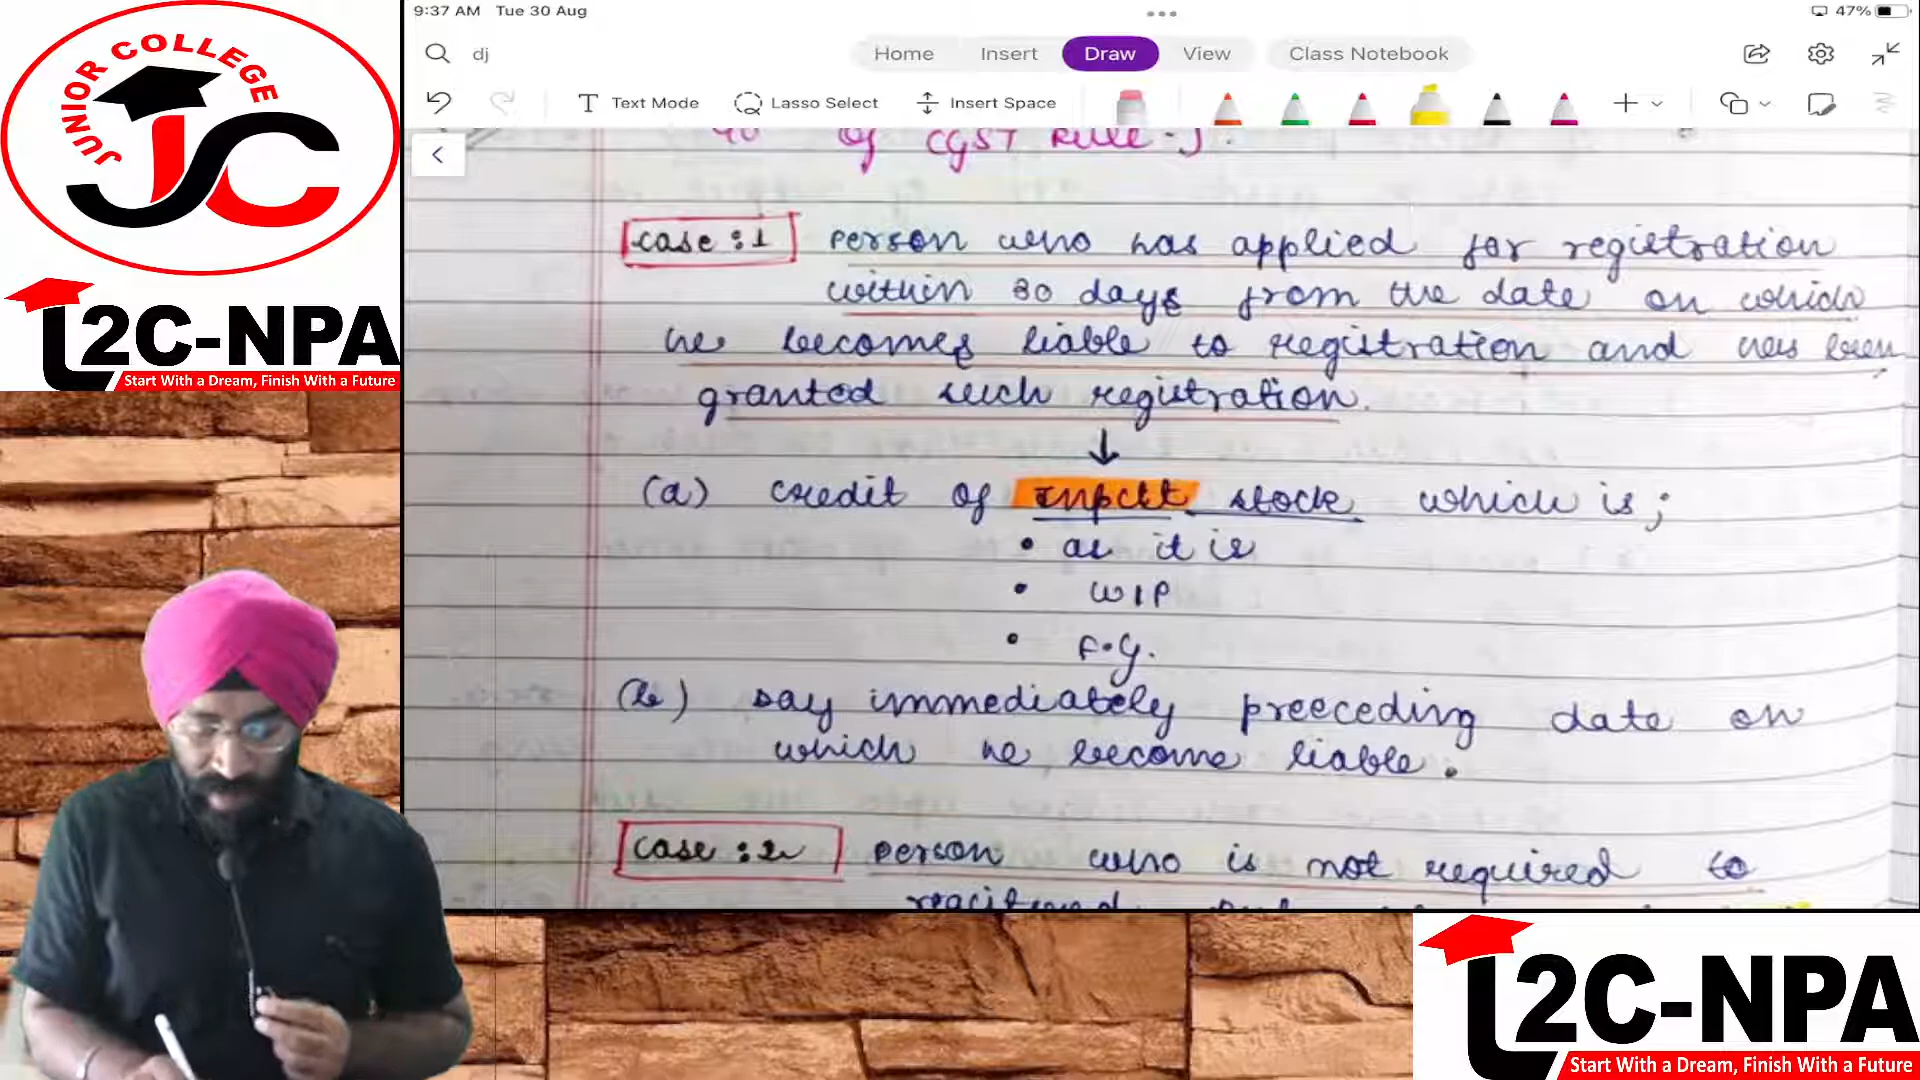 JUNIOR COLLEGE
JC
L2C-NPA
Start With a Dream, Finish With a Future
9:37 AM Tue 30 Aug
47%
dj
Home Insert Draw View Class Notebook
Text Mode Lasso Select Insert Space
of CGST Rule
case :1 person who has applied for registration
within 30 days from the date on which
he becomes liable to registration and has been
granted such registration.
(a) credit of input stock which is;
• as it is
• WIP
• F.G.
(b) say immediately preeceding date on
which he become liable.
case :2 person who is not required to
L2C-NPA
Start With a Dream, Finish With a Future